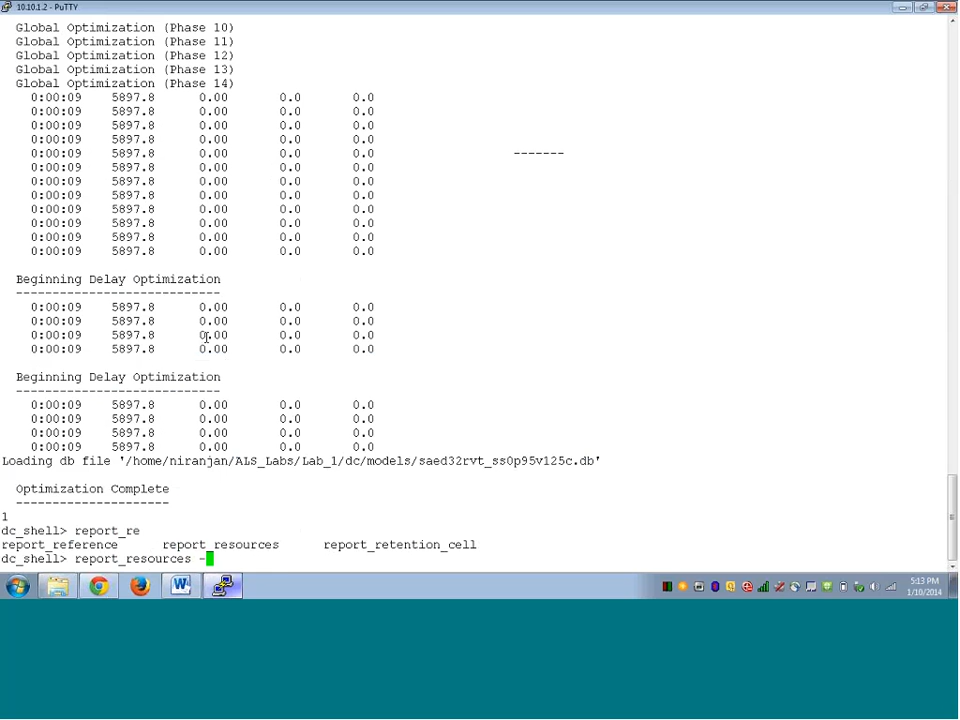 10.10.1.2 - PuTTY
Global Optimization (Phase 10)
Global Optimization (Phase 11)
Global Optimization (Phase 12)
Global Optimization (Phase 13)
Global Optimization (Phase 14)
0:00:09 5897.8 0.00 0.0 0.0
0:00:09 5897.8 0.00 0.0 0.0
0:00:09 5897.8 0.00 0.0 0.0
0:00:09 5897.8 0.00 0.0 0.0
0:00:09 5897.8 0.00 0.0 0.0 -------
0:00:09 5897.8 0.00 0.0 0.0
0:00:09 5897.8 0.00 0.0 0.0
0:00:09 5897.8 0.00 0.0 0.0
0:00:09 5897.8 0.00 0.0 0.0
0:00:09 5897.8 0.00 0.0 0.0
0:00:09 5897.8 0.00 0.0 0.0
0:00:09 5897.8 0.00 0.0 0.0
Beginning Delay Optimization
----------------------------
0:00:09 5897.8 0.00 0.0 0.0
0:00:09 5897.8 0.00 0.0 0.0
0:00:09 5897.8 0.00 0.0 0.0
0:00:09 5897.8 0.00 0.0 0.0
Beginning Delay Optimization
----------------------------
0:00:09 5897.8 0.00 0.0 0.0
0:00:09 5897.8 0.00 0.0 0.0
0:00:09 5897.8 0.00 0.0 0.0
0:00:09 5897.8 0.00 0.0 0.0
Loading db file '/home/niranjan/ALS_Labs/Lab_1/dc/models/saed32rvt_ss0p95v125c.db'
Optimization Complete
---------------------
1
dc_shell> report_re
report_reference report_resources report_retention_cell
dc_shell> report_resources -
5:13 PM
1/10/2014